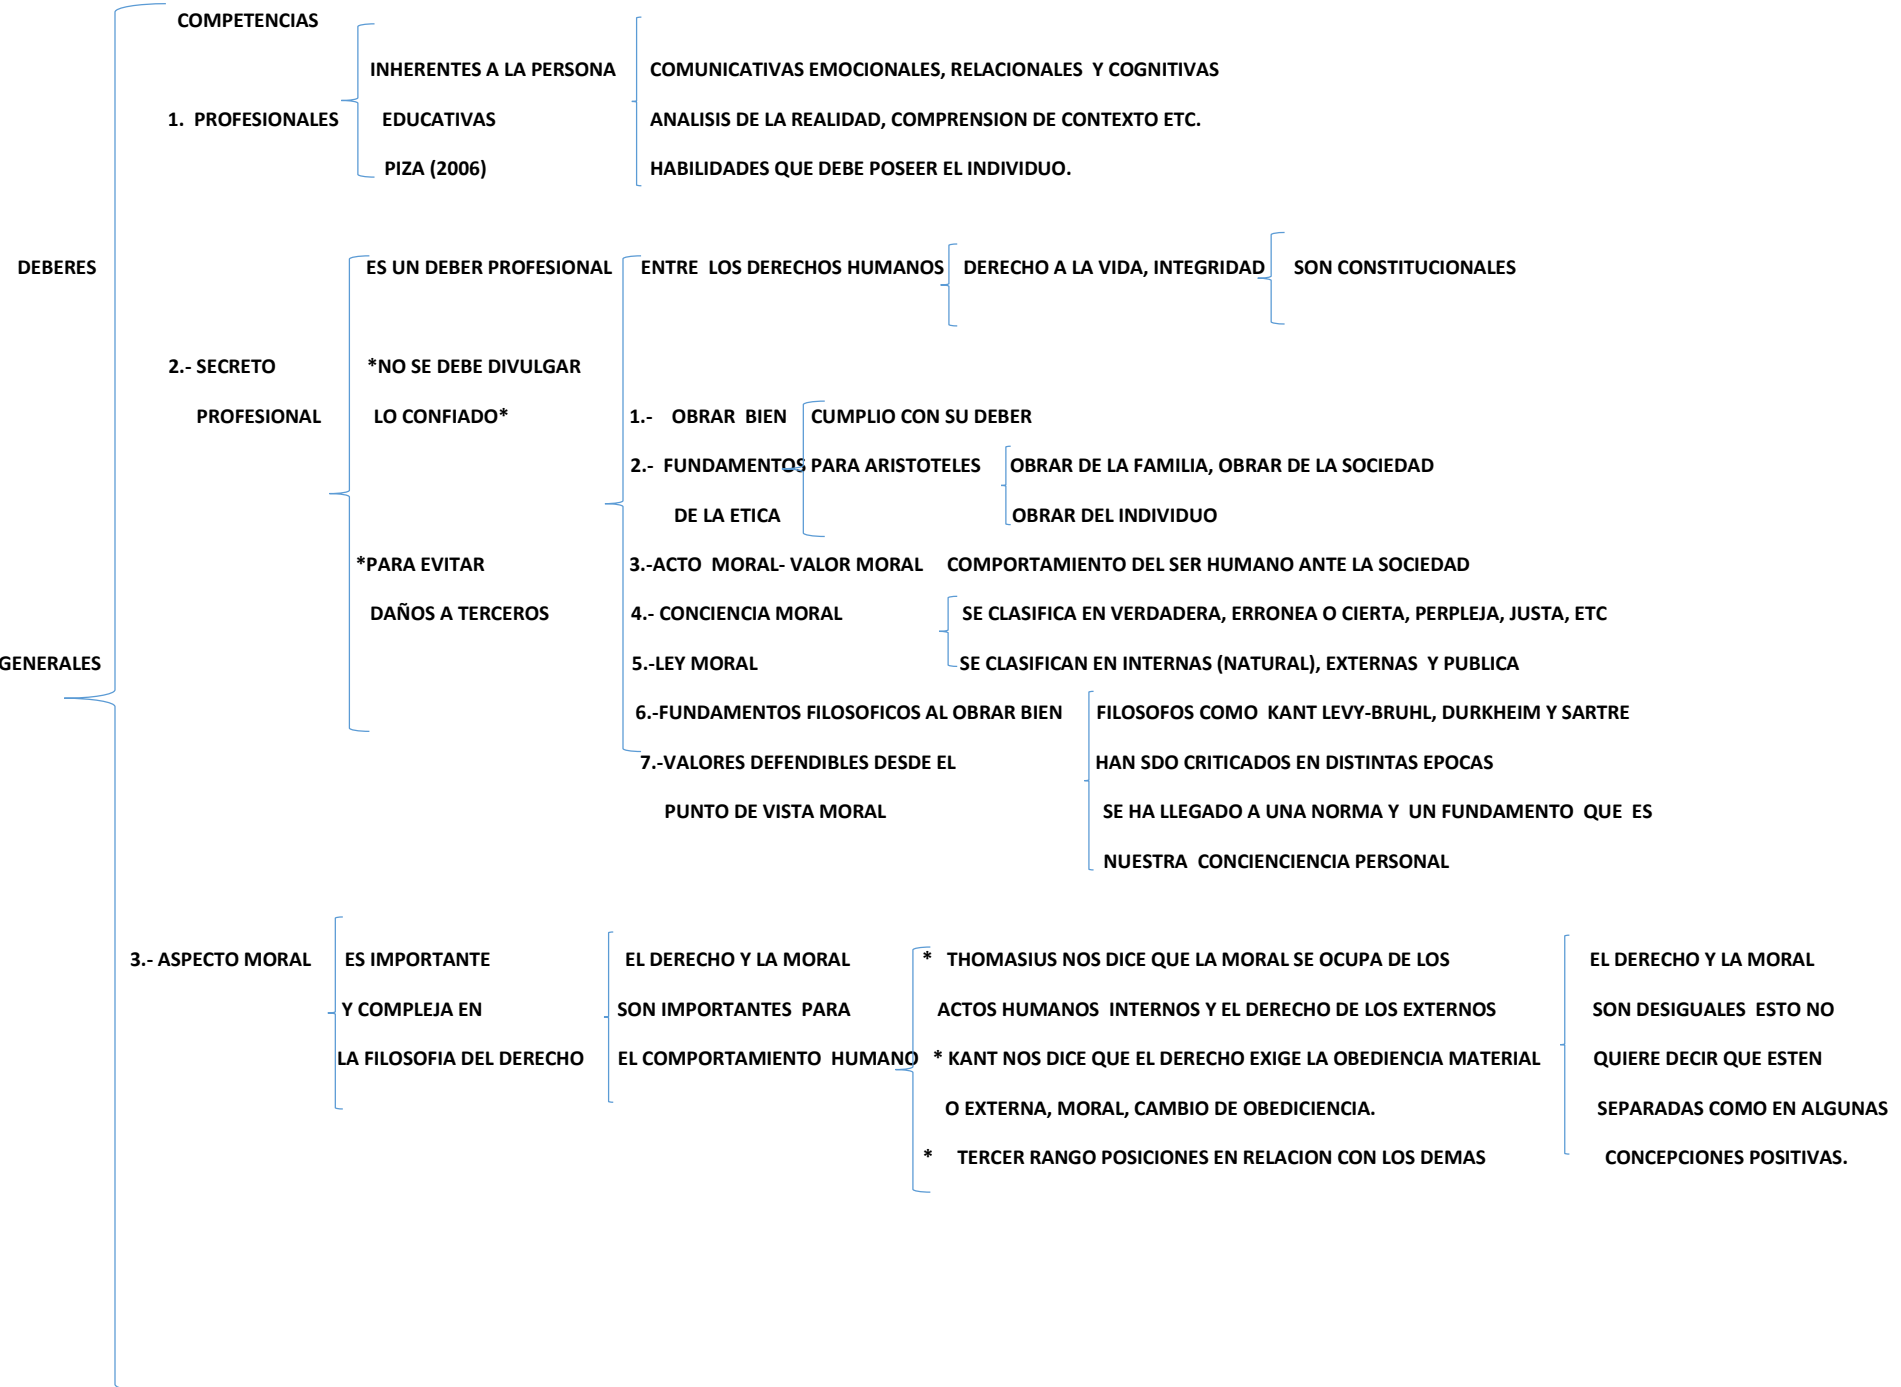 COMPETENCIAS
INHERENTES A LA PERSONA COMUNICATIVAS EMOCIONALES, RELACIONALES Y COGNITIVAS
1. PROFESIONALES EDUCATIVAS ANALISIS DE LA REALIDAD, COMPRENSION DE CONTEXTO ETC.
PIZA (2006) HABILIDADES QUE DEBE POSEER EL INDIVIDUO.
DEBERES ES UN DEBER PROFESIONAL ENTRE LOS DERECHOS HUMANOS DERECHO A LA VIDA, INTEGRIDAD SON CONSTITUCIONALES
2.- SECRETO *NO SE DEBE DIVULGAR
PROFESIONAL LO CONFIADO* 1.- OBRAR BIEN CUMPLIO CON SU DEBER
2.- FUNDAMENTOS PARA ARISTOTELES OBRAR DE LA FAMILIA, OBRAR DE LA SOCIEDAD
DE LA ETICA OBRAR DEL INDIVIDUO
*PARA EVITAR 3.-ACTO MORAL- VALOR MORAL COMPORTAMIENTO DEL SER HUMANO ANTE LA SOCIEDAD
DAÑOS A TERCEROS 4.- CONCIENCIA MORAL SE CLASIFICA EN VERDADERA, ERRONEA O CIERTA, PERPLEJA, JUSTA, ETC
GENERALES 5.-LEY MORAL SE CLASIFICAN EN INTERNAS (NATURAL), EXTERNAS Y PUBLICA
6.-FUNDAMENTOS FILOSOFICOS AL OBRAR BIEN FILOSOFOS COMO KANT LEVY-BRUHL, DURKHEIM Y SARTRE
7.-VALORES DEFENDIBLES DESDE EL HAN SDO CRITICADOS EN DISTINTAS EPOCAS
PUNTO DE VISTA MORAL SE HA LLEGADO A UNA NORMA Y UN FUNDAMENTO QUE ES
NUESTRA CONCIENCIENCIA PERSONAL
3.- ASPECTO MORAL ES IMPORTANTE EL DERECHO Y LA MORAL * THOMASIUS NOS DICE QUE LA MORAL SE OCUPA DE LOS EL DERECHO Y LA MORAL
Y COMPLEJA EN SON IMPORTANTES PARA ACTOS HUMANOS INTERNOS Y EL DERECHO DE LOS EXTERNOS SON DESIGUALES ESTO NO
LA FILOSOFIA DEL DERECHO EL COMPORTAMIENTO HUMANO * KANT NOS DICE QUE EL DERECHO EXIGE LA OBEDIENCIA MATERIAL QUIERE DECIR QUE ESTEN
O EXTERNA, MORAL, CAMBIO DE OBEDICIENCIA. SEPARADAS COMO EN ALGUNAS
* TERCER RANGO POSICIONES EN RELACION CON LOS DEMAS CONCEPCIONES POSITIVAS.